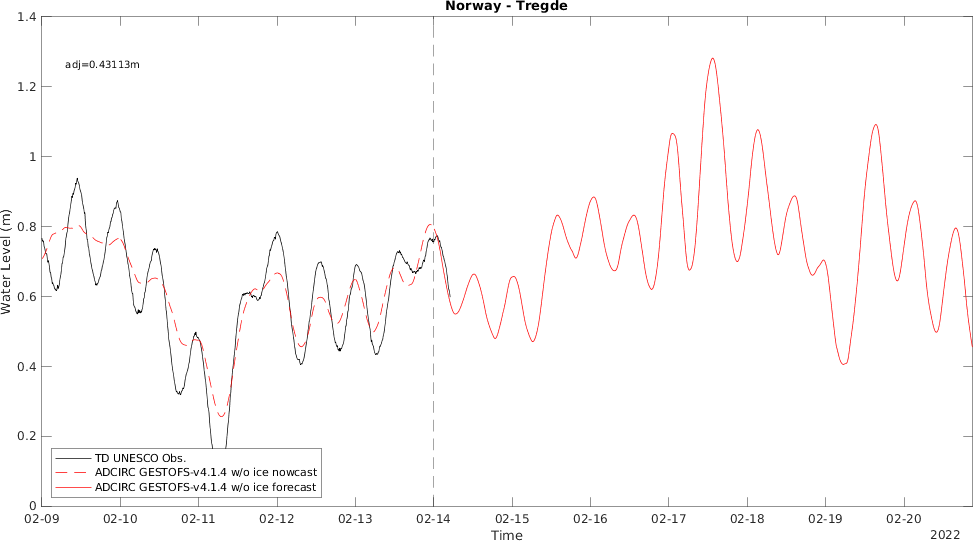 Norway - Tregde
1.4
1.2
1
0.8
0.6
0.4
0.2
0
Water Level (m)
adj=0.43113m
TD UNESCO Obs.
ADCIRC GESTOFS-v4.1.4 w/o ice nowcast
ADCIRC GESTOFS-v4.1.4 w/o ice forecast
02-09 02-10 02-11 02-12 02-13 02-14 02-15 02-16 02-17 02-18 02-19 02-20
Time
2022